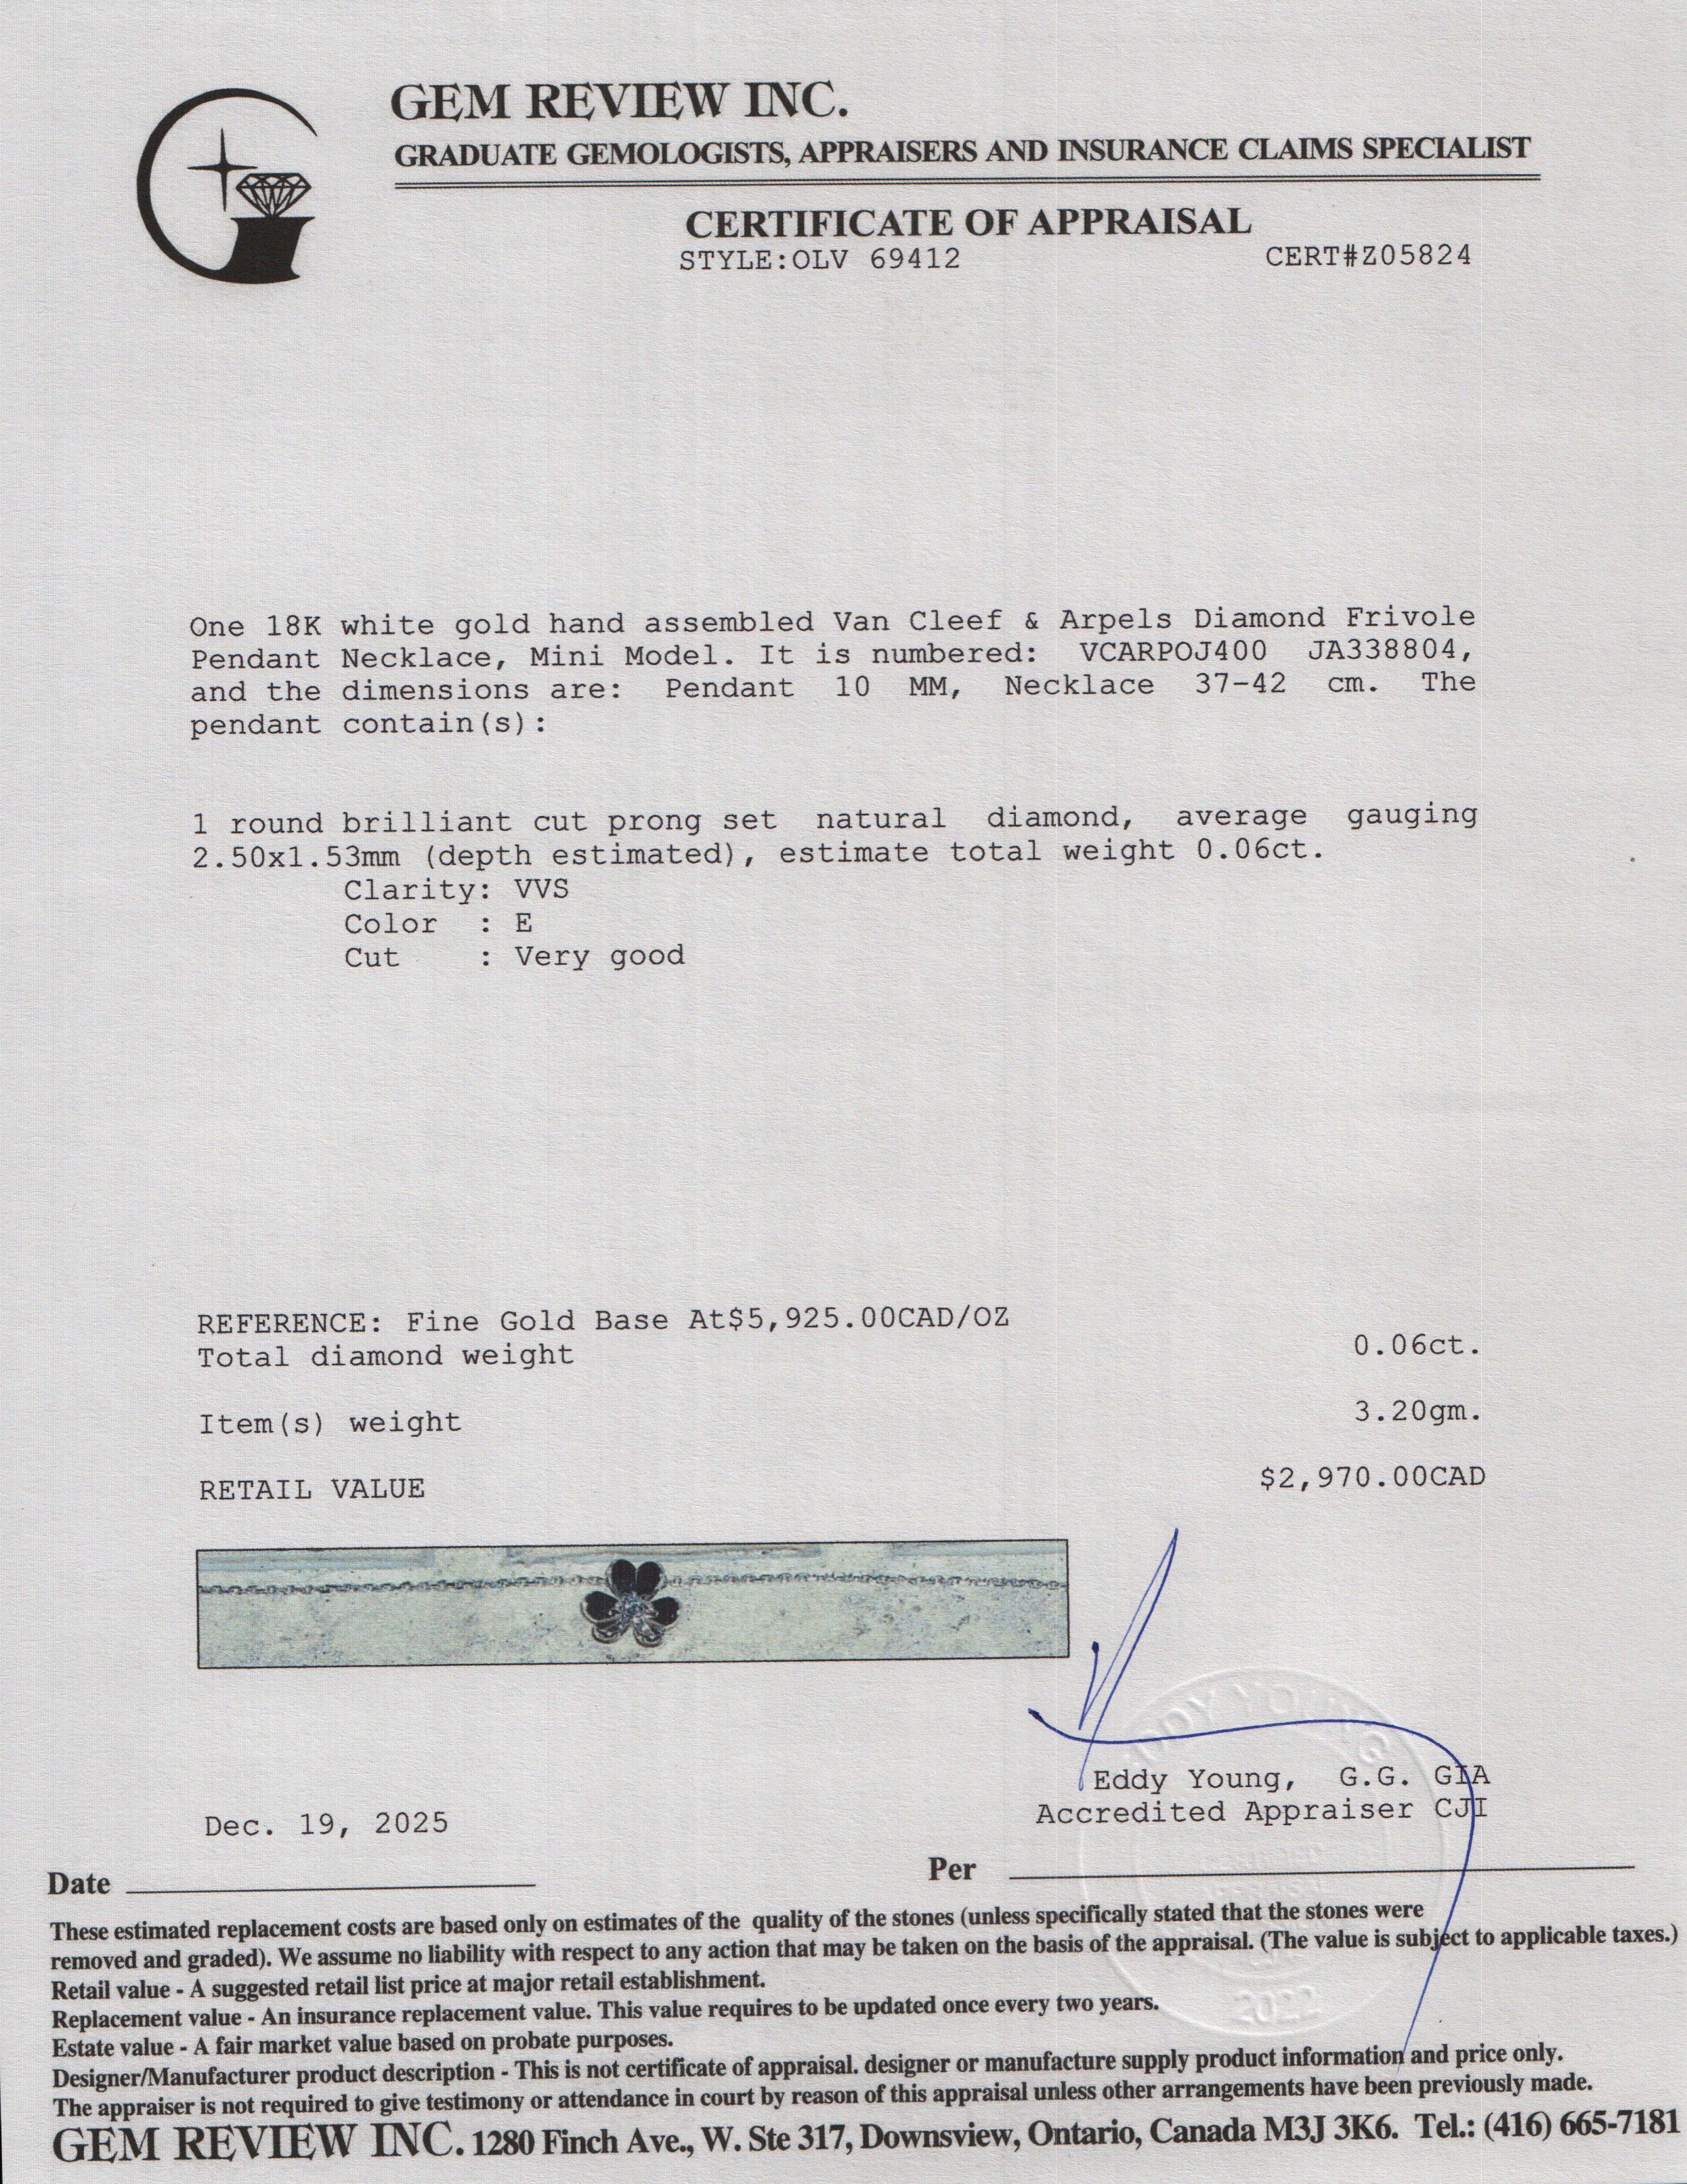 GEM REVIEW INC.
GRADUATE GEMOLOGISTS, APPRAISERS AND INSURANCE CLAIMS SPECIALIST
CERTIFICATE OF APPRAISAL
STYLE:OLV 69412 CERT#Z05824
One 18K white gold hand assembled Van Cleef & Arpels Diamond Frivole
Pendant Necklace, Mini Model. It is numbered: VCARPOJ400 JA338804,
and the dimensions are: Pendant 10 MM, Necklace 37-42 cm. The
pendant contain(s):
1 round brilliant cut prong set natural diamond, average gauging
2.50x1.53mm (depth estimated), estimate total weight 0.06ct.
Clarity: VVS
Color : E
Cut : Very good
REFERENCE: Fine Gold Base At$5,925.00CAD/OZ
Total diamond weight 0.06ct.
Item(s) weight 3.20gm.
RETAIL VALUE $2,970.00CAD
EDDY YOUNG
Eddy Young, G.G. GIA
Accredited Appraiser CJI
Dec. 19, 2025
Date Per
These estimated replacement costs are based only on estimates of the quality of the stones (unless specifically stated that the stones were
removed and graded). We assume no liability with respect to any action that may be taken on the basis of the appraisal. (The value is subject to applicable taxes.)
Retail value - A suggested retail list price at major retail establishment.
Replacement value - An insurance replacement value. This value requires to be updated once every two years.
2022
Estate value - A fair market value based on probate purposes.
Designer/Manufacturer product description - This is not certificate of appraisal. designer or manufacture supply product information and price only.
The appraiser is not required to give testimony or attendance in court by reason of this appraisal unless other arrangements have been previously made.
GEM REVIEW INC. 1280 Finch Ave., W. Ste 317, Downsview, Ontario, Canada M3J 3K6. Tel.: (416) 665-7181